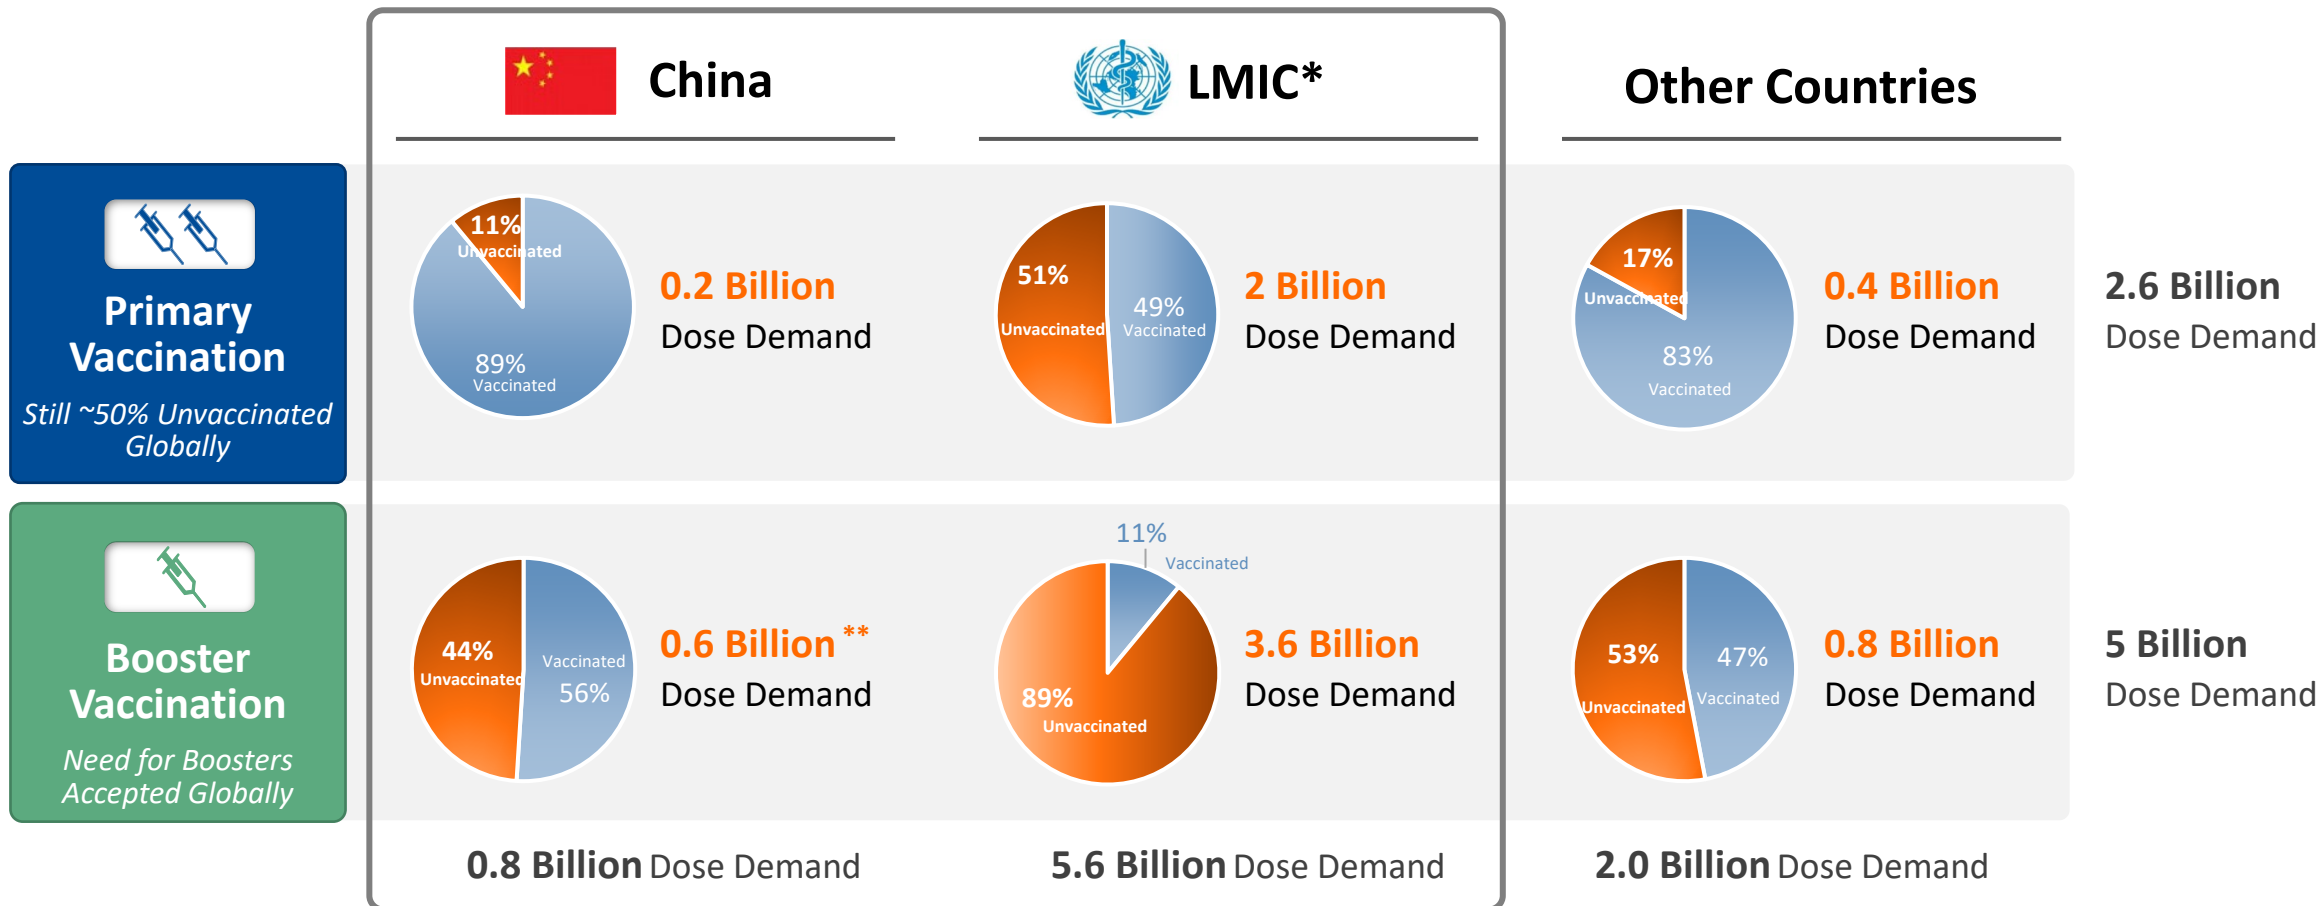 China
LMIC*
Other Countries
Primary
Vaccination
Still ~50% Unvaccinated
Globally
11%
Unvaccinated
89%
Vaccinated
0.2 Billion
Dose Demand
51%
Unvaccinated
49%
Vaccinated
2 Billion
Dose Demand
17%
Unvaccinated
83%
Vaccinated
0.4 Billion
Dose Demand
2.6 Billion
Dose Demand
Booster
Vaccination
Need for Boosters
Accepted Globally
44%
Unvaccinated
Vaccinated
56%
0.6 Billion **
Dose Demand
11%
Vaccinated
89%
Unvaccinated
3.6 Billion
Dose Demand
53%
Unvaccinated
47%
Vaccinated
0.8 Billion
Dose Demand
5 Billion
Dose Demand
0.8 Billion Dose Demand
5.6 Billion Dose Demand
2.0 Billion Dose Demand